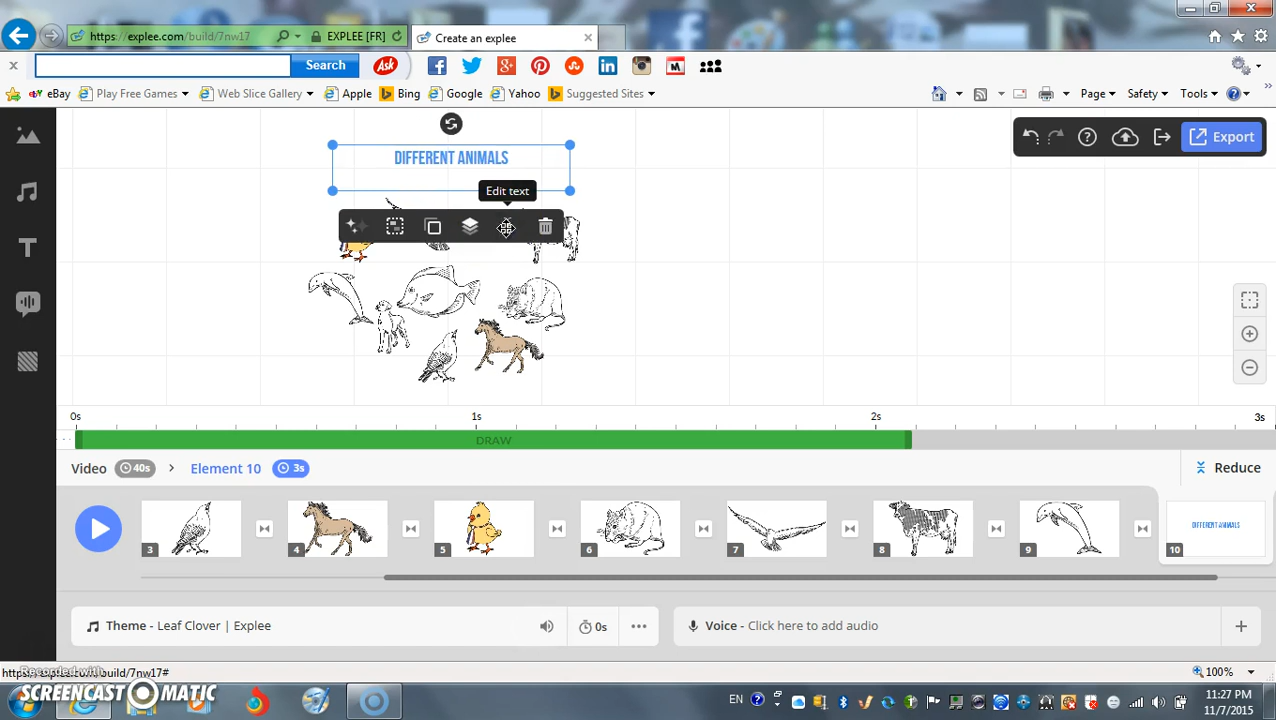 https://explee.com/build/7nw17
EXPLEE [FR]
Create an explee
Search
Ask
eBay
Play Free Games
Web Slice Gallery
Apple
Bing
Google
Yahoo
Suggested Sites
Page
Safety
Tools
Export
DIFFERENT ANIMALS
Edit text
0s
1s
2s
3s
DRAW
Video
40s
Element 10
3s
Reduce
3
4
5
6
7
8
9
DIFFERENT ANIMALS
10
Theme - Leaf Clover | Explee
0s
Voice - Click here to add audio
https://explee.com/build/7nw17#
100%
Recorded with
SCREENCAST MATIC
EN
11:27 PM
11/7/2015